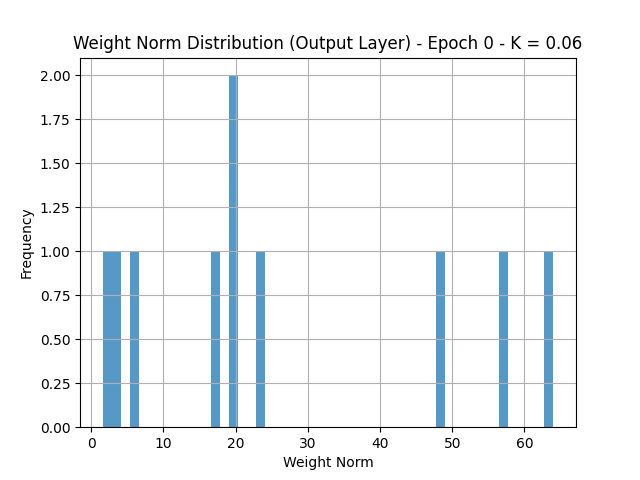 Weight Norm Distribution (Output Layer) - Epoch 0 - K = 0.06
2.00
1.75
1.50
1.25
1.00
0.75
0.50
0.25
0.00
Frequency
0 10 20 30 40 50 60
Weight Norm